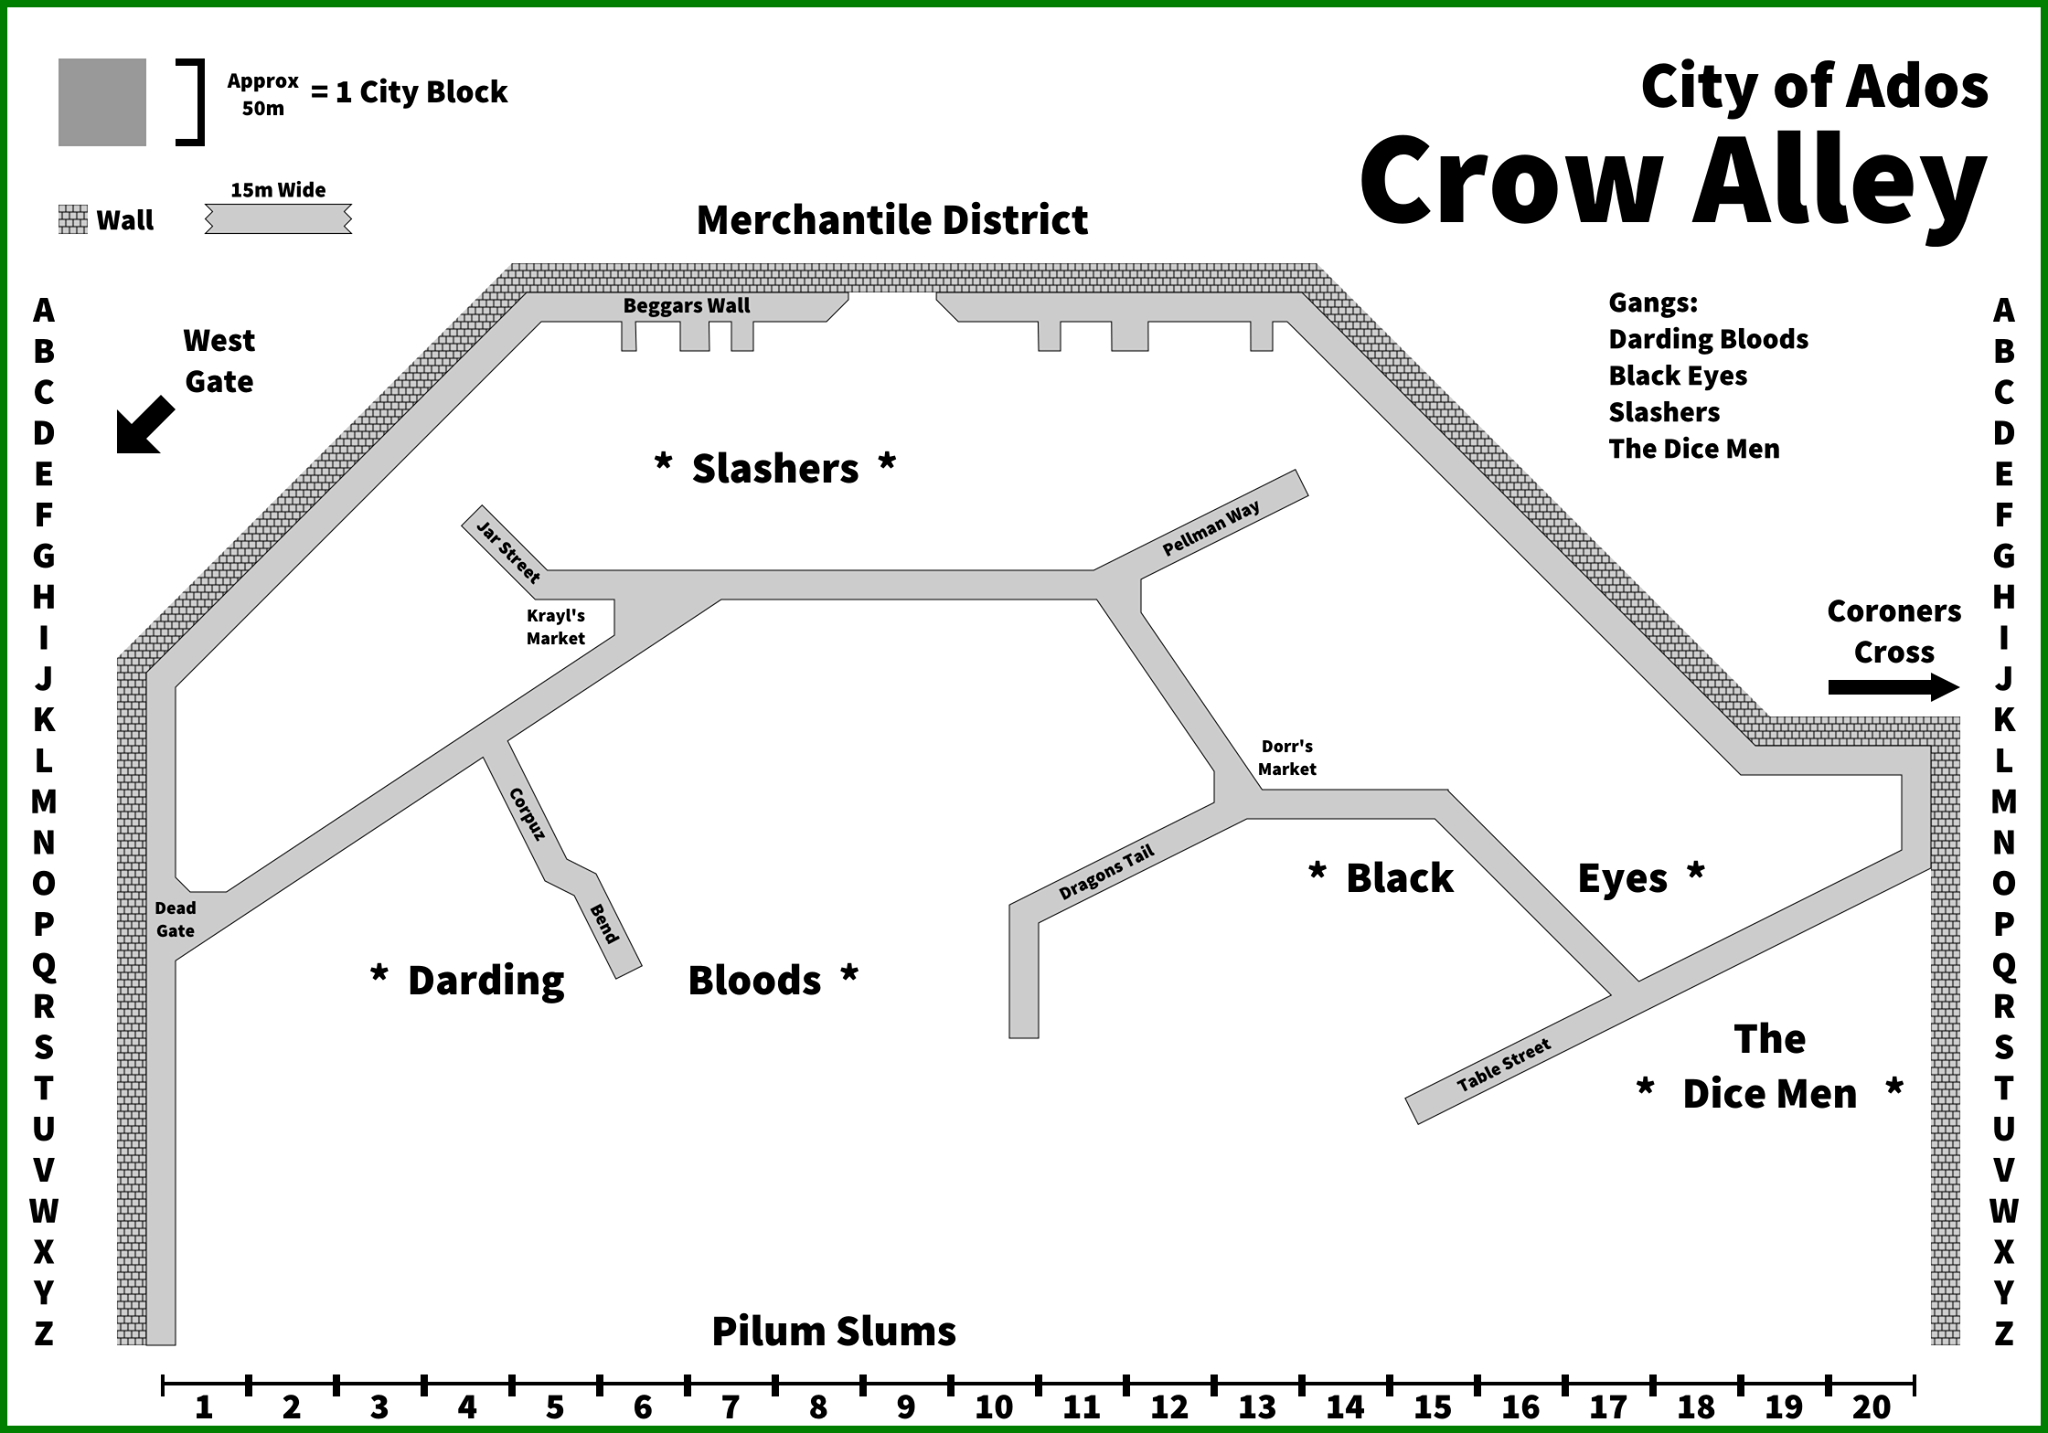 City of Ados
Crow Alley
Approx
50m
= 1 City Block
15m Wide
Wall
Merchantile District
Gangs:
Darding Bloods
Black Eyes
Slashers
The Dice Men
West
Gate
Beggars Wall
* Slashers *
Jar Street
Pellman Way
Krayl's
Market
Coroners
Cross
Dorr's
Market
Corpuz
Bend
Dragons Tail
* Black Eyes *
Dead
Gate
* Darding Bloods *
Table Street
The
* Dice Men *
Pilum Slums
A
B
C
D
E
F
G
H
I
J
K
L
M
N
O
P
Q
R
S
T
U
V
W
X
Y
Z
A
B
C
D
E
F
G
H
I
J
K
L
M
N
O
P
Q
R
S
T
U
V
W
X
Y
Z
1 2 3 4 5 6 7 8 9 10 11 12 13 14 15 16 17 18 19 20